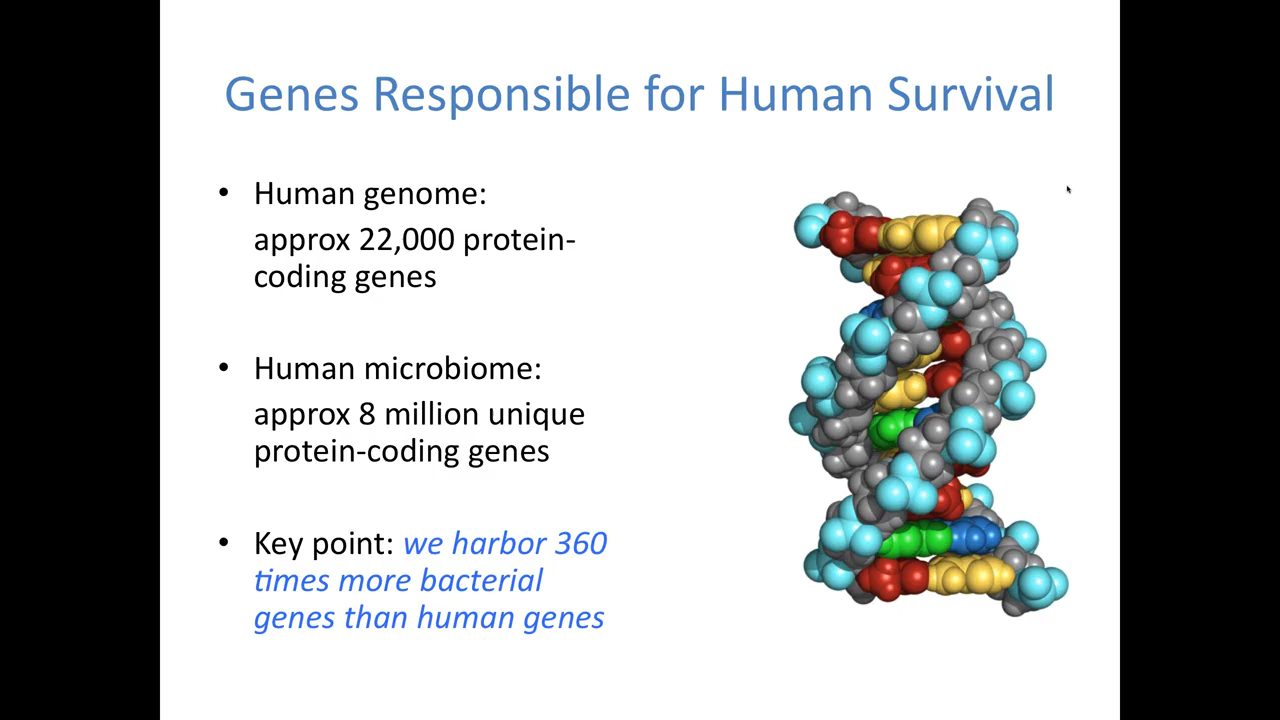 Genes Responsible for Human Survival
• Human genome:
approx 22,000 protein-
coding genes
• Human microbiome:
approx 8 million unique
protein-coding genes
• Key point: we harbor 360
times more bacterial
genes than human genes